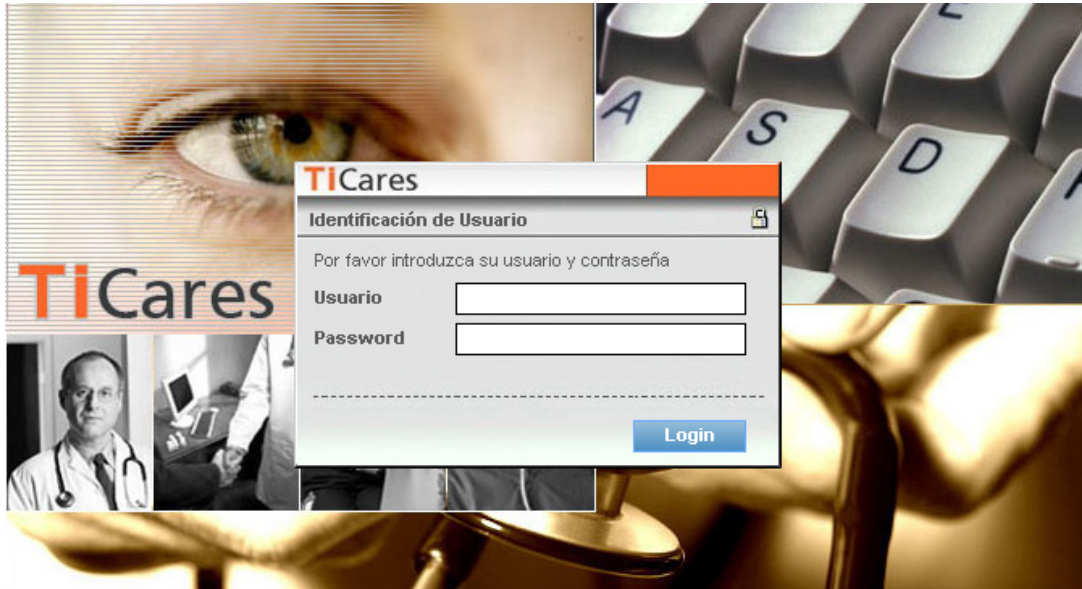 TiCares
Identificación de Usuario
Por favor introduzca su usuario y contraseña
Usuario
Password
Login
TiCares
A
S
D